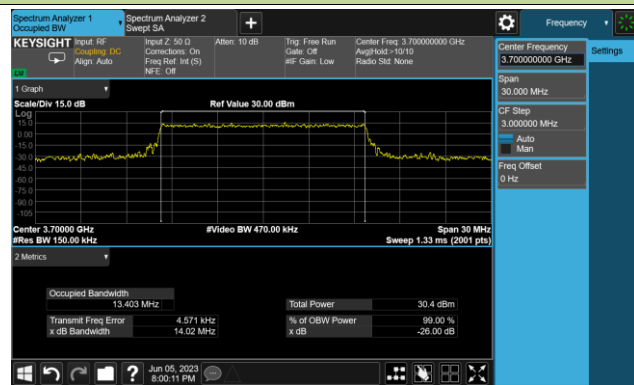 Spectrum Analyzer 1
Occupied BW
Spectrum Analyzer 2
Swept SA
+
Frequency
KEYSIGHT
Input: RF
Coupling: DC
Align: Auto
Input Z: 50 Ω
Corrections: On
Freq Ref: Int (S)
NFE: Off
Atten: 10 dB
Trig: Free Run
Gate: Off
#IF Gain: Low
Center Freq: 3.700000000 GHz
Avg|Hold:>10/10
Radio Std: None
Center Frequency
3.700000000 GHz
Settings
Span
30.000 MHz
CF Step
3.000000 MHz
Auto
Man
Freq Offset
0 Hz
1 Graph
Scale/Div 15.0 dB
Ref Value 30.00 dBm
Log
15.0
0.00
-15.0
-30.0
-45.0
-60.0
-75.0
-90.0
-105
Center 3.70000 GHz
#Video BW 470.00 kHz
Span 30 MHz
#Res BW 150.00 kHz
Sweep 1.33 ms (2001 pts)
2 Metrics
Occupied Bandwidth
13.403 MHz
Total Power 30.4 dBm
Transmit Freq Error 4.571 kHz
% of OBW Power 99.00 %
x dB Bandwidth 14.02 MHz
x dB -26.00 dB
?
Jun 05, 2023
8:00:11 PM